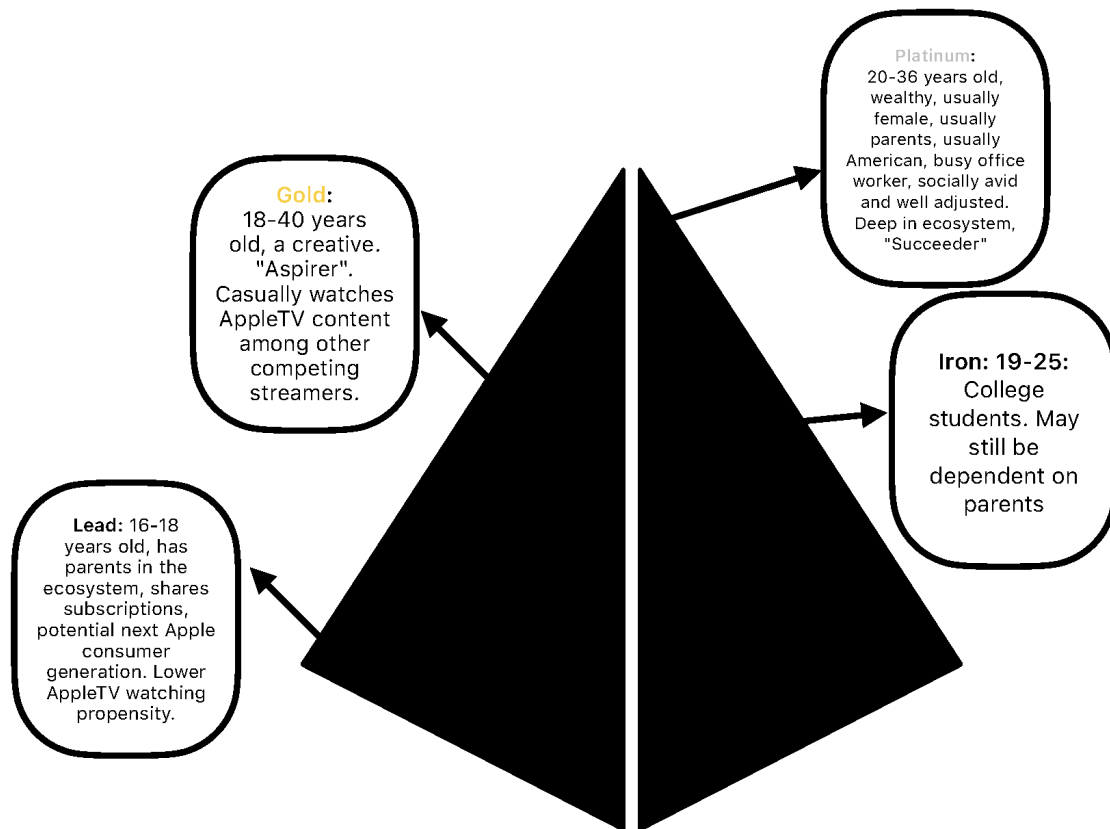 Platinum:
20-36 years old,
wealthy, usually
female, usually
parents, usually
American, busy office
worker, socially avid
and well adjusted.
Deep in ecosystem,
"Succeeder"
Gold:
18-40 years
old, a creative.
"Aspirer".
Casually watches
AppleTV content
among other
competing
streamers.
Iron: 19-25:
College
students. May
still be
dependent on
parents
Lead: 16-18
years old, has
parents in the
ecosystem, shares
subscriptions,
potential next Apple
consumer
generation. Lower
AppleTV watching
propensity.